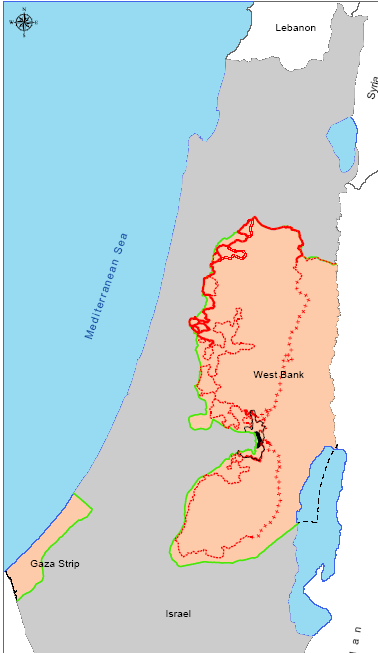 N
W E
S
Lebanon
Syria
Mediterranean Sea
West Bank
Gaza Strip
Israel
a n